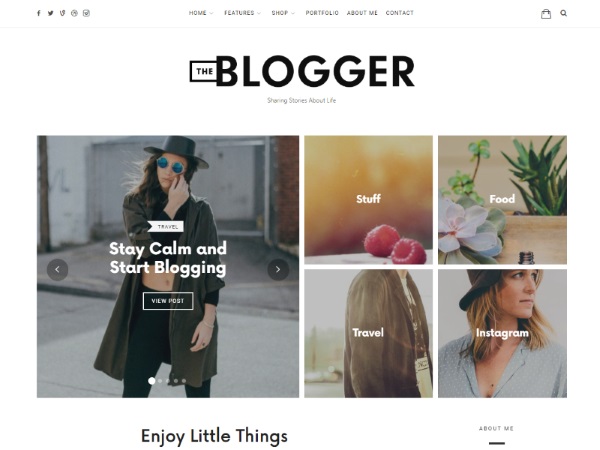 HOME
FEATURES
SHOP
PORTFOLIO
ABOUT ME
CONTACT
THE BLOGGER
Sharing Stories About Life
TRAVEL
Stay Calm and
Start Blogging
VIEW POST
Stuff
Food
Travel
Instagram
Enjoy Little Things
ABOUT ME